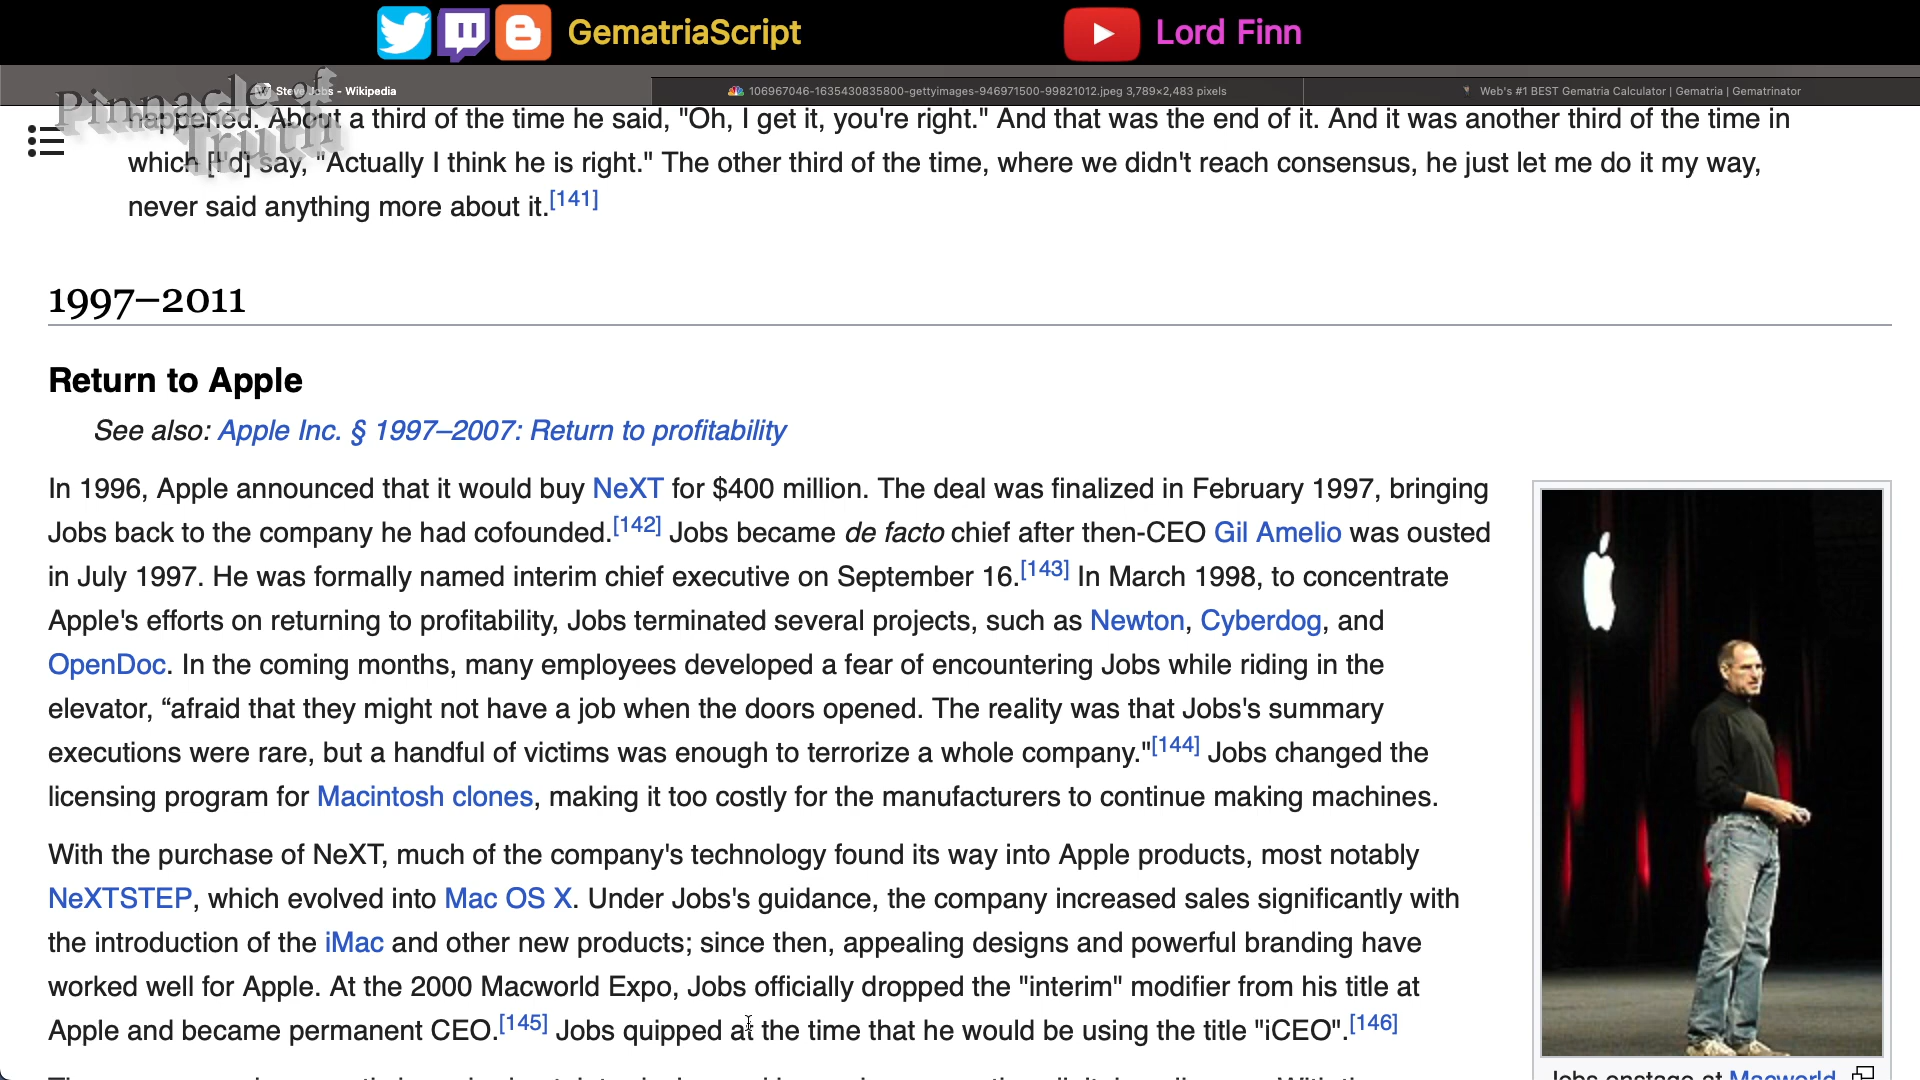 GematriaScript
Lord Finn
Pinnacle of Truth
Steve Jobs - Wikipedia
106967046-1635430835800-gettyimages-946971500-99821012.jpeg 3,789×2,483 pixels
Web's #1 BEST Gematria Calculator | Gematria | Gematrinator
happened. About a third of the time he said, "Oh, I get it, you're right." And that was the end of it. And it was another third of the time in
which [I'd] say, "Actually I think he is right." The other third of the time, where we didn't reach consensus, he just let me do it my way,
never said anything more about it.[141]
1997–2011
Return to Apple
See also: Apple Inc. § 1997–2007: Return to profitability
In 1996, Apple announced that it would buy NeXT for $400 million. The deal was finalized in February 1997, bringing
Jobs back to the company he had cofounded.[142] Jobs became de facto chief after then-CEO Gil Amelio was ousted
in July 1997. He was formally named interim chief executive on September 16.[143] In March 1998, to concentrate
Apple's efforts on returning to profitability, Jobs terminated several projects, such as Newton, Cyberdog, and
OpenDoc. In the coming months, many employees developed a fear of encountering Jobs while riding in the
elevator, “afraid that they might not have a job when the doors opened. The reality was that Jobs's summary
executions were rare, but a handful of victims was enough to terrorize a whole company."[144] Jobs changed the
licensing program for Macintosh clones, making it too costly for the manufacturers to continue making machines.
With the purchase of NeXT, much of the company's technology found its way into Apple products, most notably
NeXTSTEP, which evolved into Mac OS X. Under Jobs's guidance, the company increased sales significantly with
the introduction of the iMac and other new products; since then, appealing designs and powerful branding have
worked well for Apple. At the 2000 Macworld Expo, Jobs officially dropped the "interim" modifier from his title at
Apple and became permanent CEO.[145] Jobs quipped at the time that he would be using the title "iCEO".[146]
Jobs onstage at Macworld